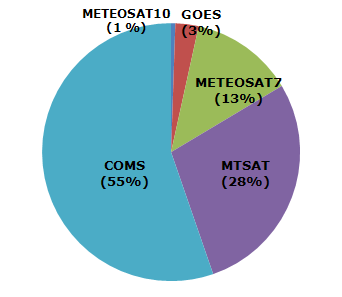 METEOSAT10
(1 %)
GOES
(3%)
METEOSAT7
(13%)
MTSAT
(28%)
COMS
(55%)